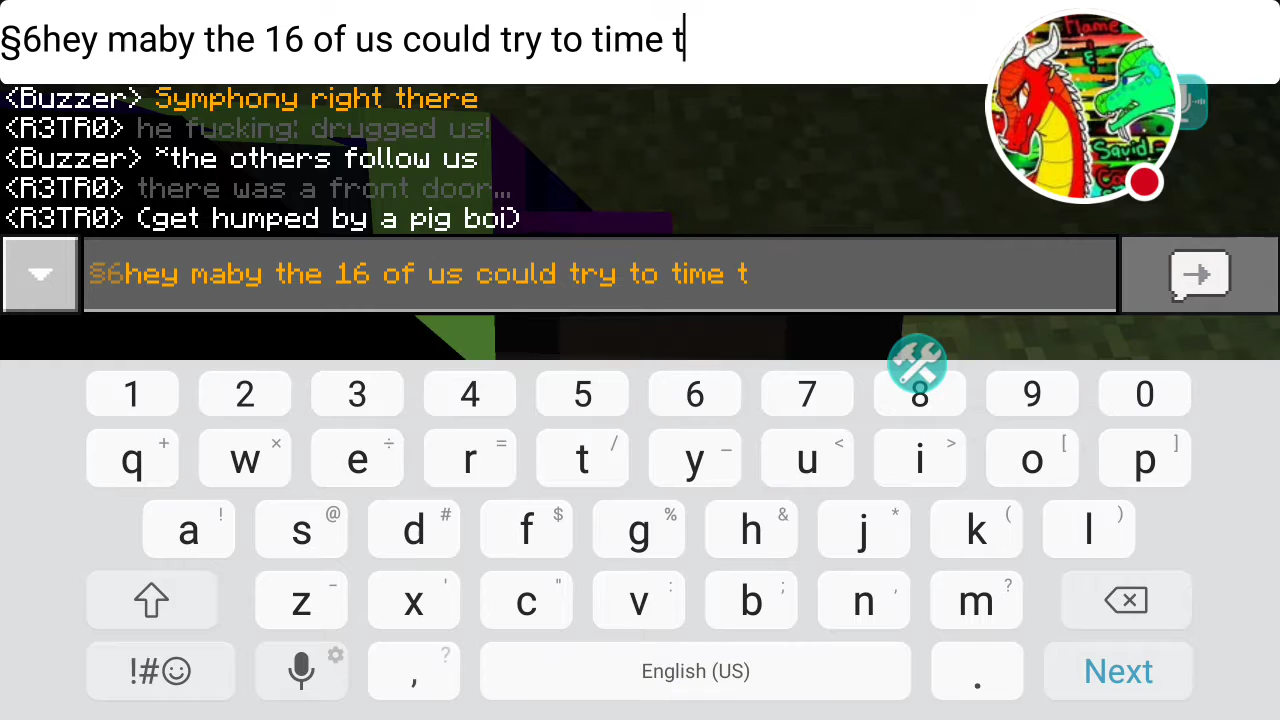 §6hey maby the 16 of us could try to time t
<Buzzer> Symphony right there
<R3TR0> he fucking: drugged us!
<Buzzer> *the others follow us
<R3TR0> there was a front door...
<R3TR0> (get humped by a pig boi)
§6hey maby the 16 of us could try to time t
Flame
&
Squid
1 2 3 4 5 6 7 8 9 0
q + w × e ÷ r = t / y _ u < i > o [ p ]
a ! s @ d # f $ g % h & j * k ( l )
z - x ' c " v : b ; n , m ?
!#☺ , ? English (US) . Next